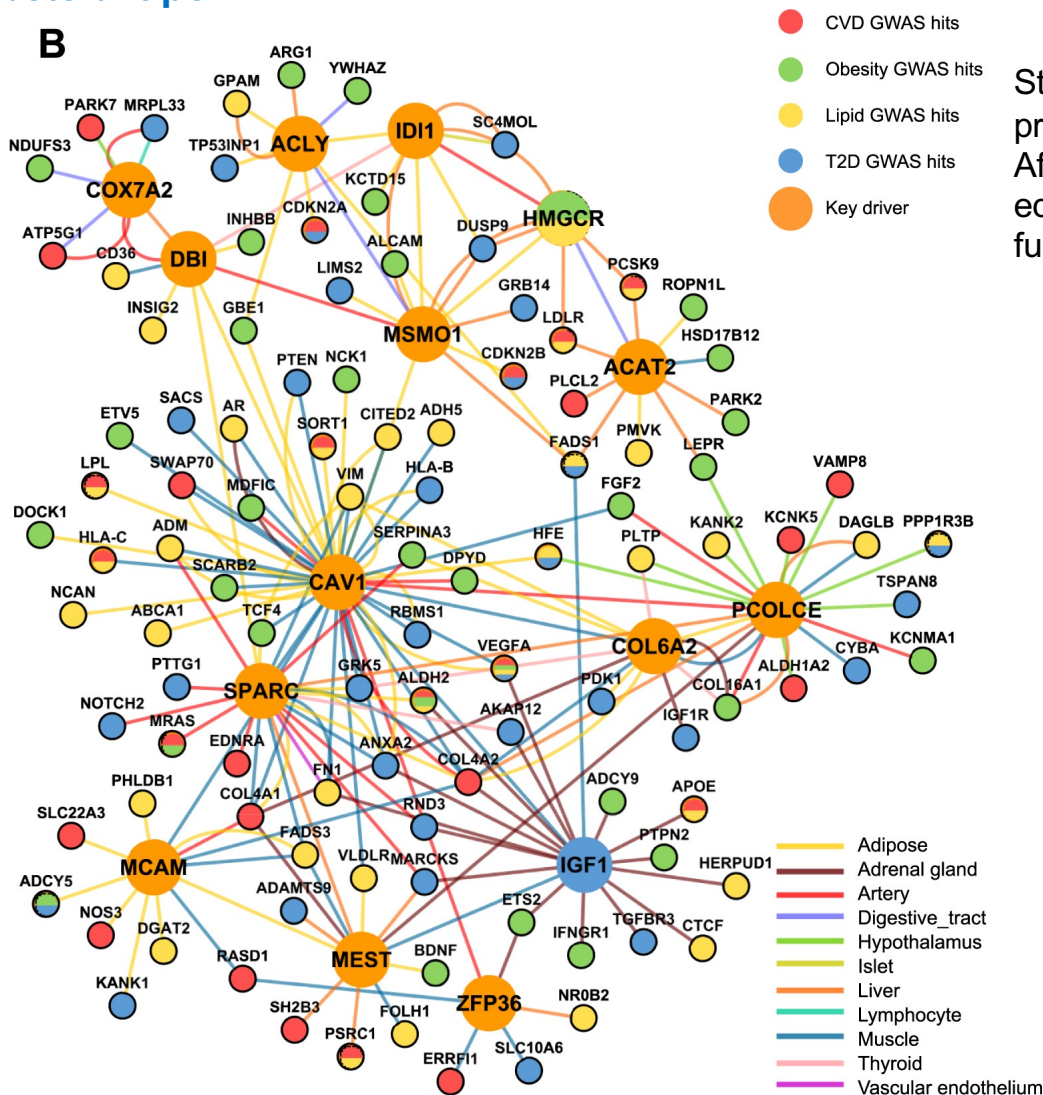 B
CVD GWAS hits
Obesity GWAS hits
Lipid GWAS hits
T2D GWAS hits
Key driver
St
pr
Af
ec
fu
ARG1
YWHAZ
GPAM
PARK7
MRPL33
ACLY
IDI1
SC4MOL
NDUFS3
TP53INP1
COX7A2
KCTD15
CDKN2A
HMGCR
INHBB
DUSP9
ATP5G1
ALCAM
CD36
DBI
LIMS2
PCSK9
ROPN1L
GRB14
INSIG2
GBE1
MSMO1
LDLR
HSD17B12
PTEN
NCK1
CDKN2B
ACAT2
PLCL2
SACS
AR
CITED2
ADH5
PARK2
ETV5
SORT1
FADS1
PMVK
LEPR
LPL
SWAP70
VIM
HLA-B
VAMP8
MDFIC
FGF2
DOCK1
ADM
SERPINA3
KANK2
KCNK5
DAGLB
PPP1R3B
HLA-C
HFE
PLTP
SCARB2
CAV1
DPYD
TSPAN8
NCAN
ABCA1
TCF4
RBMS1
PCOLCE
COL6A2
KCNMA1
VEGFA
CYBA
PTTG1
GRK5
ALDH2
PDK1
ALDH1A2
SPARC
COL16A1
NOTCH2
AKAP12
IGF1R
MRAS
EDNRA
ANXA2
PHLDB1
FN1
COL4A2
COL4A1
ADCY9
APOE
SLC22A3
RND3
PTPN2
FADS3
MCAM
VLDLR
MARCKS
IGF1
HERPUD1
ADCY5
ADAMTS9
ETS2
NOS3
DGAT2
IFNGR1
TGFBR3
CTCF
RASD1
MEST
BDNF
KANK1
ZFP36
NR0B2
SH2B3
FOLH1
PSRC1
SLC10A6
ERRFI1
Adipose
Adrenal gland
Artery
Digestive_tract
Hypothalamus
Islet
Liver
Lymphocyte
Muscle
Thyroid
Vascular endothelium